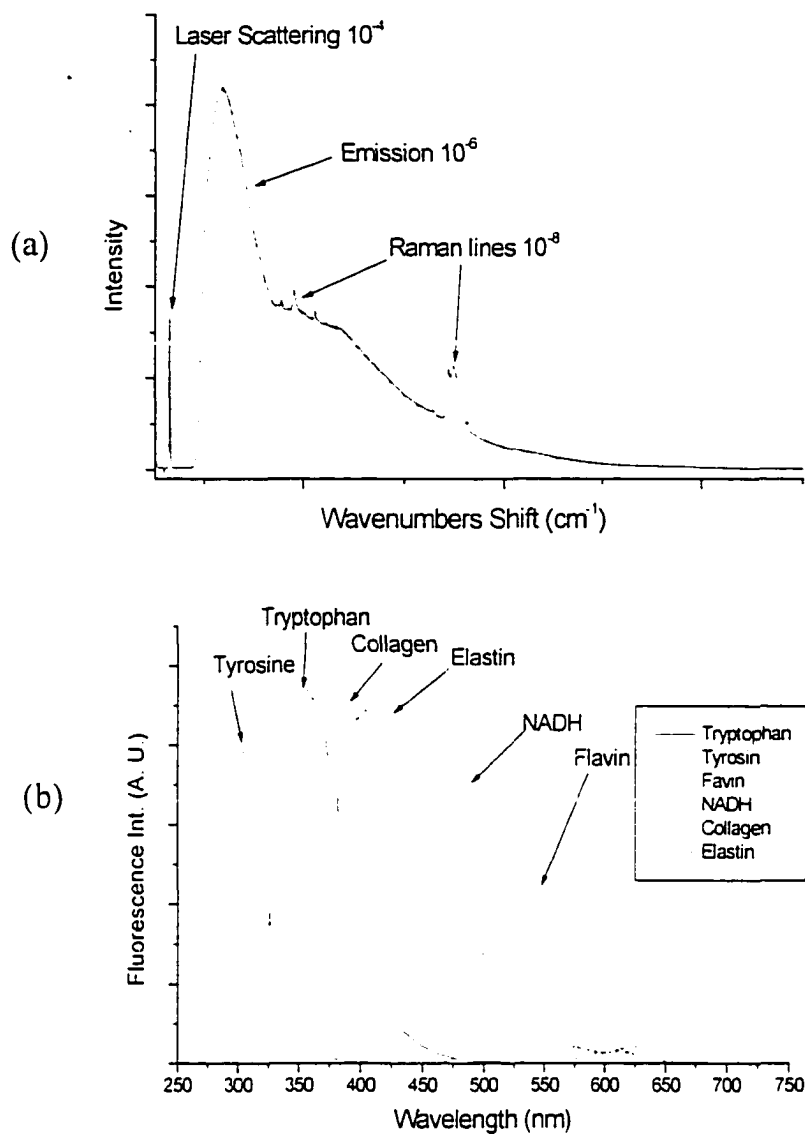 (a)
Laser Scattering 10⁻⁴
Emission 10⁻⁶
Raman lines 10⁻⁸
Intensity
Wavenumbers Shift (cm⁻¹)
(b)
Tryptophan
Collagen
Elastin
Tyrosine
NADH
Flavin
Tryptophan
Tyrosin
Favin
NADH
Collagen
Elastin
Fluorescence Int. (A. U.)
250 300 350 400 450 500 550 600 650 700 750
Wavelength (nm)